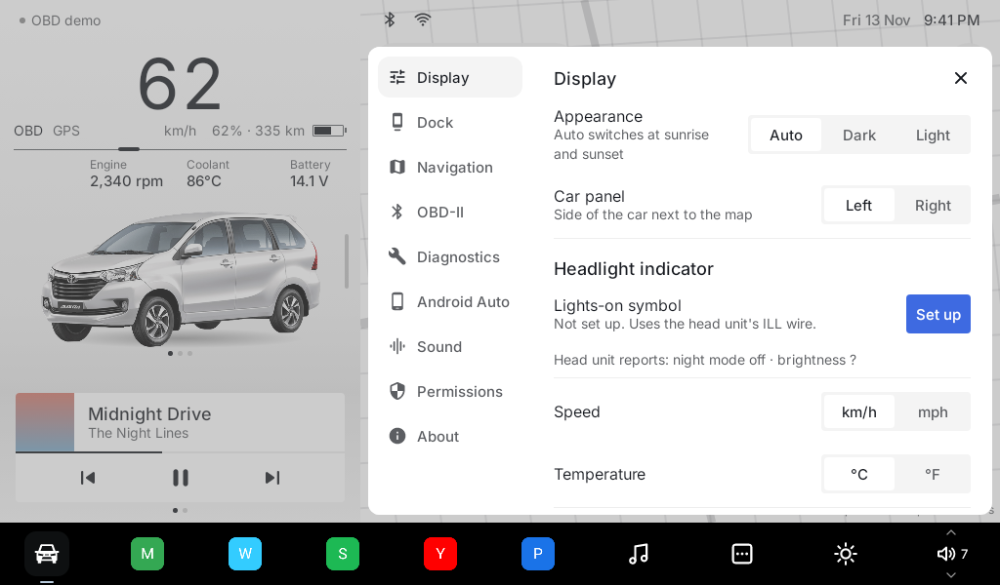 OBD demo
Fri 13 Nov 9:41 PM
62
OBD GPS km/h 62% · 335 km
Engine Coolant Battery
2,340 rpm 86°C 14.1 V
Midnight Drive
The Night Lines
Display
Dock
Navigation
OBD-II
Diagnostics
Android Auto
Sound
Permissions
About
Display
Appearance
Auto switches at sunrise
and sunset
Auto Dark Light
Car panel
Side of the car next to the map
Left Right
Headlight indicator
Lights-on symbol
Not set up. Uses the head unit's ILL wire.
Set up
Head unit reports: night mode off · brightness ?
Speed
km/h mph
Temperature
°C °F
M W S Y P
7